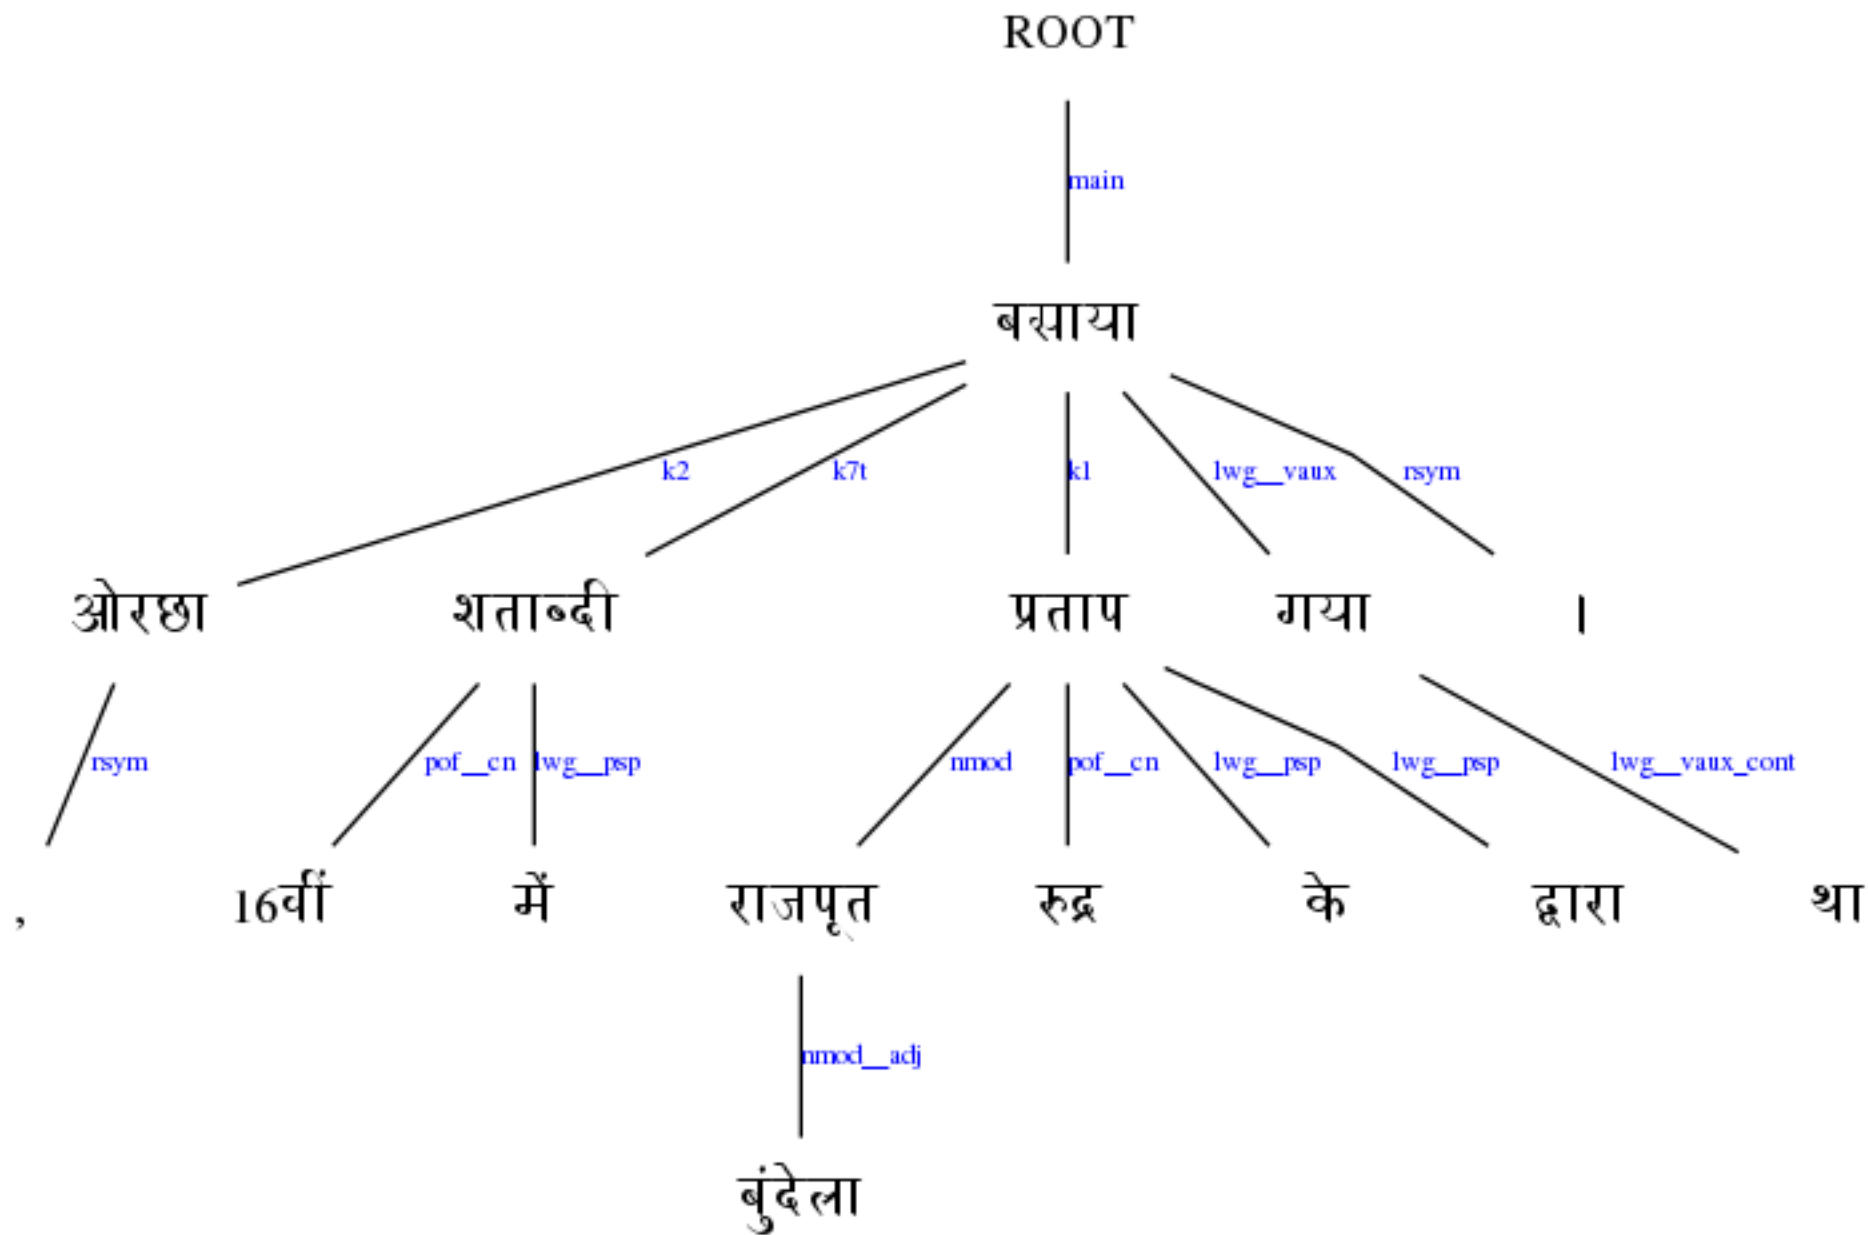 ROOT
main
बसाया
k2 k7t k1 lwg__vaux rsym
ओरछा शताब्दी प्रताप गया ।
rsym pof__cn lwg__psp nmod pof__cn lwg__psp lwg__psp lwg__vaux_cont
, 16वीं में राजपूत रुद्र के द्वारा था
nmod__adj
बुंदेला